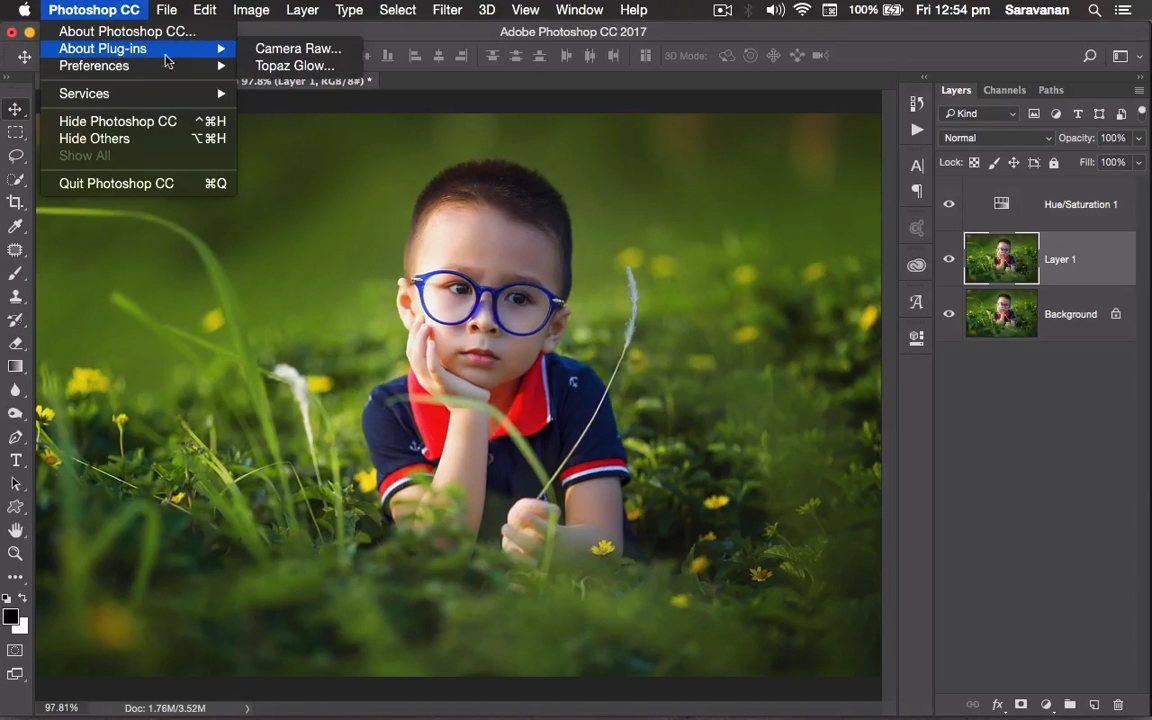 Photoshop CC File Edit Image Layer Type Select Filter 3D View Window Help 100% Fri 12:54 pm Saravanan
About Photoshop CC...
Adobe Photoshop CC 2017
About Plug-ins
Camera Raw...
3D Mode:
Preferences
Topaz Glow...
97.8% (Layer 1, RGB/8#) *
Services
Layers Channels Paths
Hide Photoshop CC ^⌘H
Kind
Hide Others ⌥⌘H
Normal Opacity: 100%
Show All
Lock: Fill: 100%
Quit Photoshop CC ⌘Q
Hue/Saturation 1
Layer 1
Background
97.81% Doc: 1.76M/3.52M